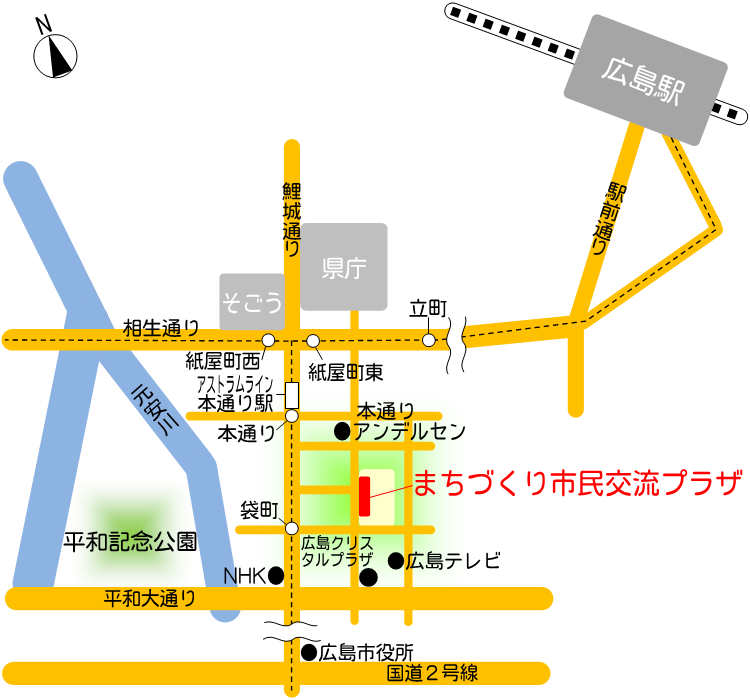 N
広島駅
鯉城通り
駅前通り
県庁
そごう
立町
相生通り
紙屋町西
紙屋町東
アストラムライン
本通り駅
元安川
本通り
本通り
アンデルセン
まちづくり市民交流プラザ
袋町
平和記念公園
広島クリス
タルプラザ
広島テレビ
NHK
平和大通り
広島市役所
国道２号線